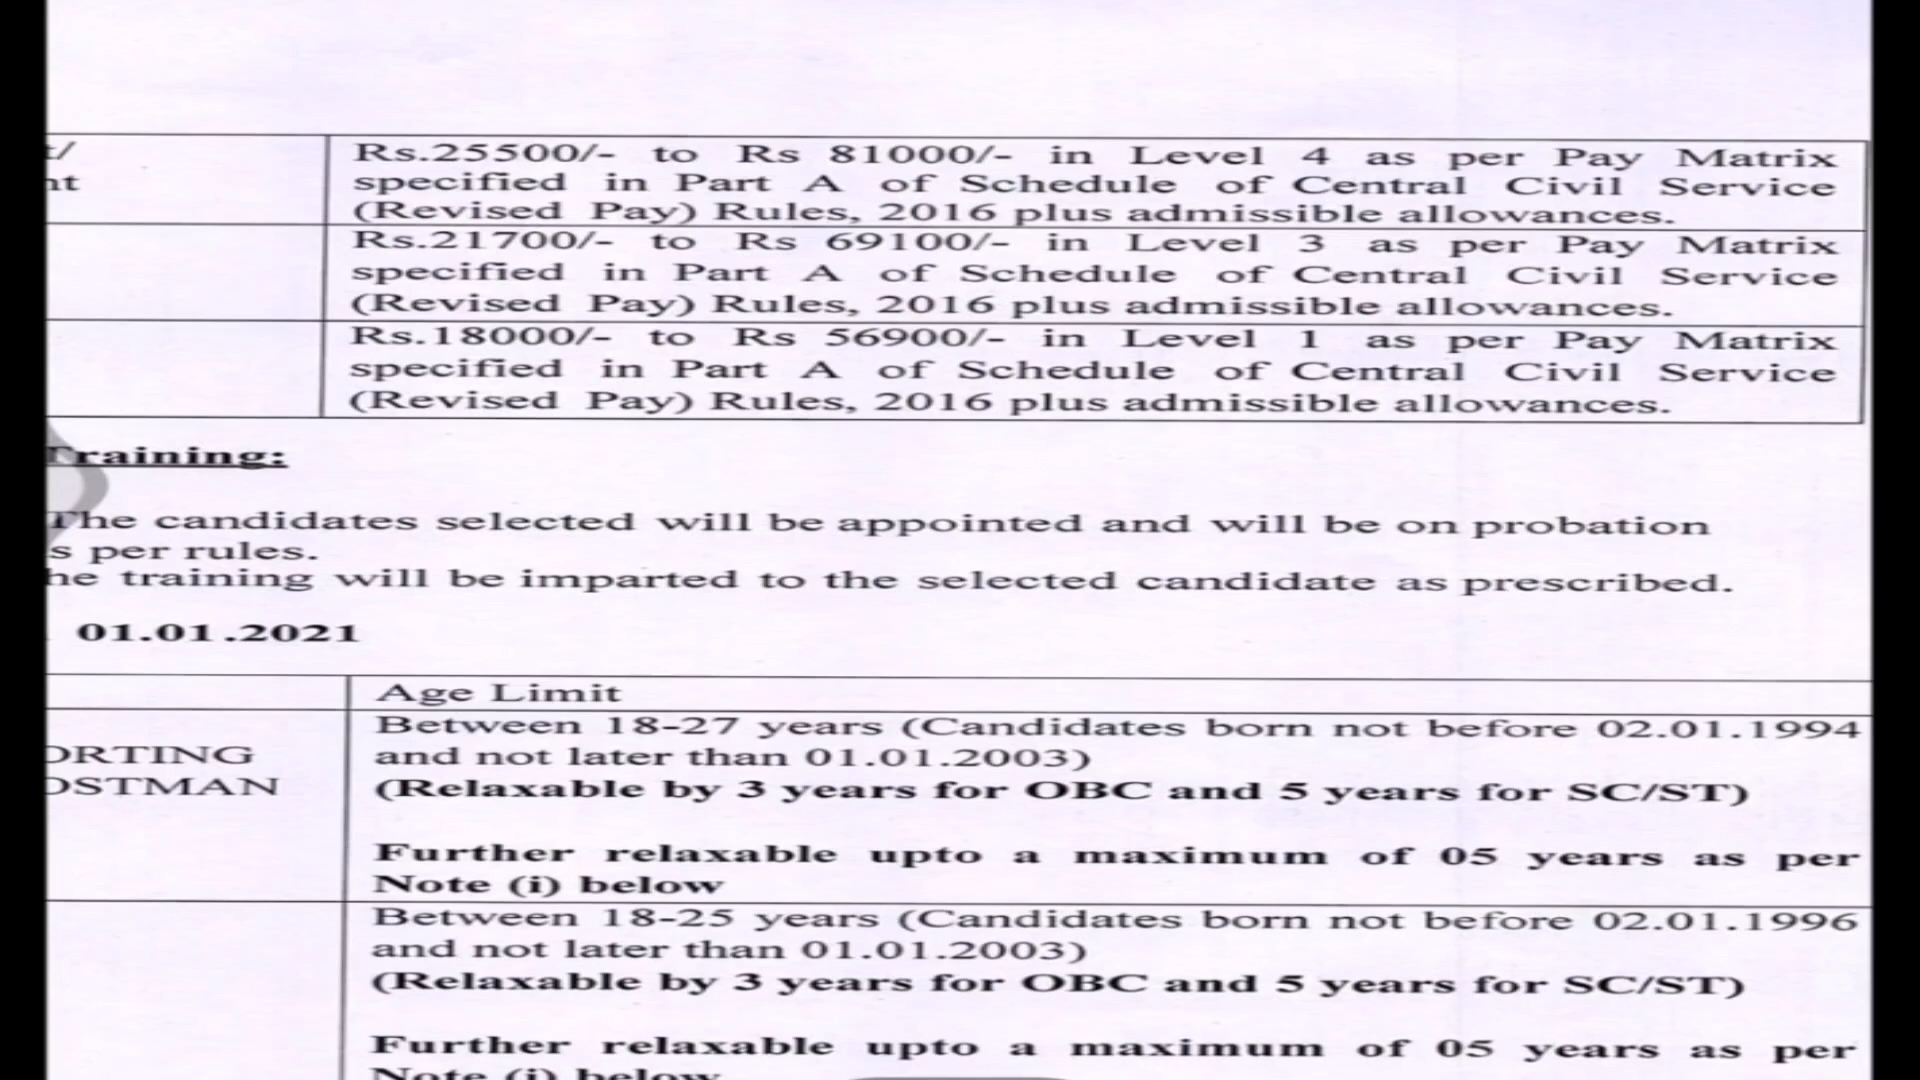 t/
nt
Rs.25500/- to Rs 81000/- in Level 4 as per Pay Matrix
specified in Part A of Schedule of Central Civil Service
(Revised Pay) Rules, 2016 plus admissible allowances.
Rs.21700/- to Rs 69100/- in Level 3 as per Pay Matrix
specified in Part A of Schedule of Central Civil Service
(Revised Pay) Rules, 2016 plus admissible allowances.
Rs.18000/- to Rs 56900/- in Level 1 as per Pay Matrix
specified in Part A of Schedule of Central Civil Service
(Revised Pay) Rules, 2016 plus admissible allowances.
Training:
The candidates selected will be appointed and will be on probation
s per rules.
he training will be imparted to the selected candidate as prescribed.
01.01.2021
Age Limit
ORTING
OSTMAN
Between 18-27 years (Candidates born not before 02.01.1994
and not later than 01.01.2003)
(Relaxable by 3 years for OBC and 5 years for SC/ST)
Further relaxable upto a maximum of 05 years as per
Note (i) below
Between 18-25 years (Candidates born not before 02.01.1996
and not later than 01.01.2003)
(Relaxable by 3 years for OBC and 5 years for SC/ST)
Further relaxable upto a maximum of 05 years as per
Note (i) below